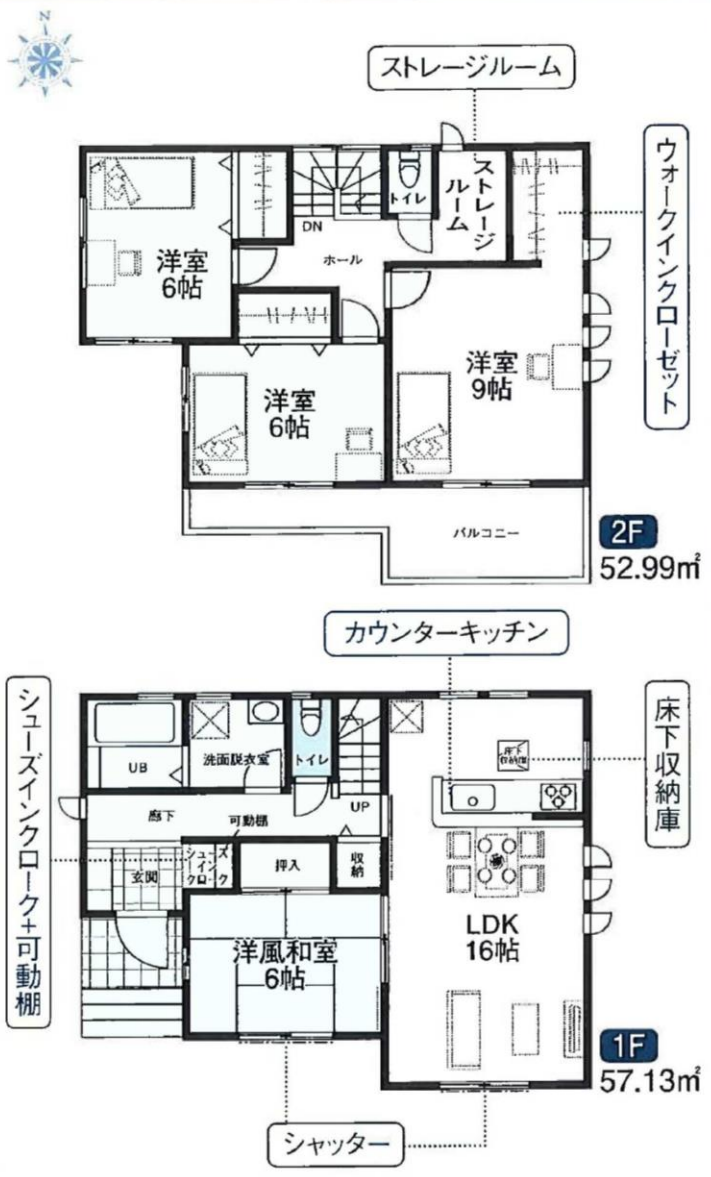 N
ストレージルーム
ウォークインクローゼット
トイレ
ストレージ
ルーム
DN
ホール
洋室
6帖
洋室
6帖
洋室
9帖
バルコニー
2F
52.99㎡
カウンターキッチン
シューズインクローク+可動棚
床下収納庫
UB
洗面脱衣室
トイレ
床下
収納庫
廊下
可動棚
UP
玄関
シューズ
イン
クローク
押入
収納
洋風和室
6帖
LDK
16帖
1F
57.13㎡
シャッター